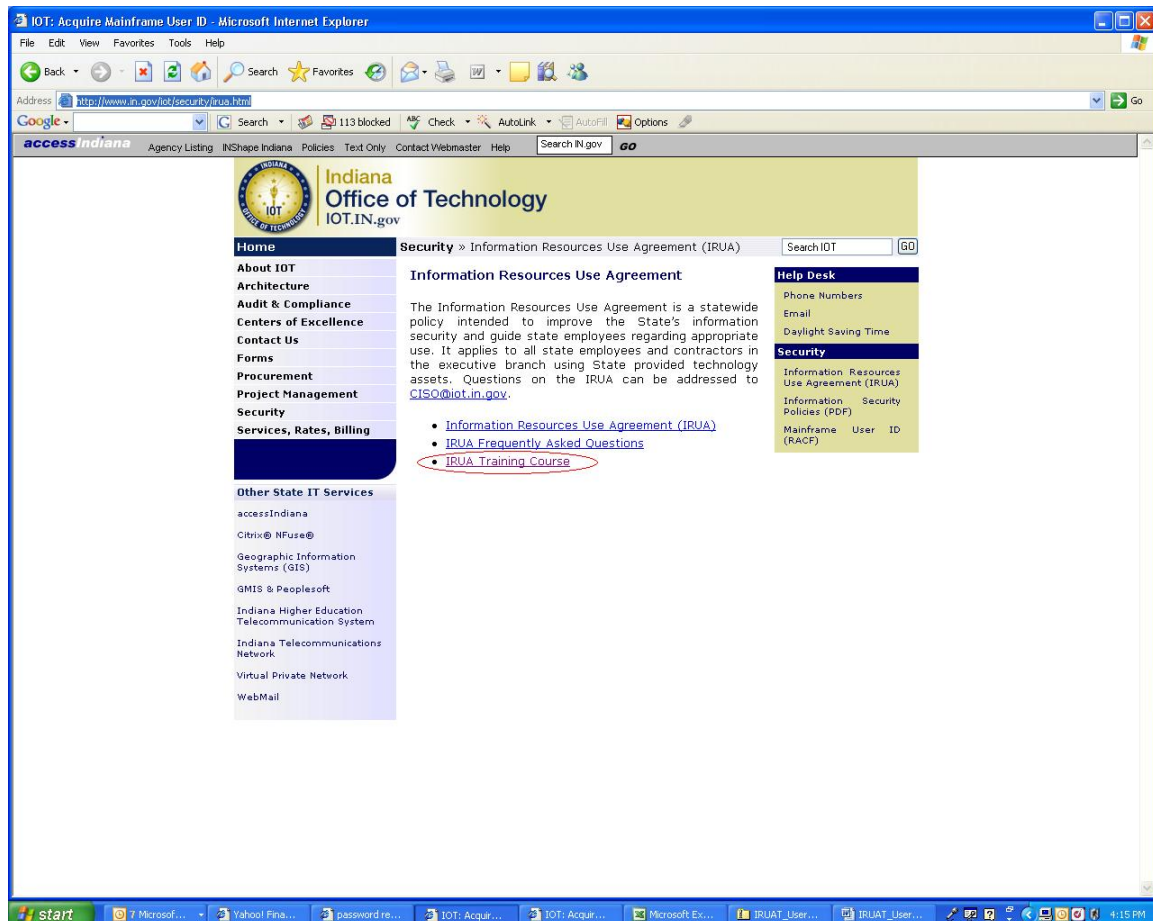 IOT: Acquire Mainframe User ID - Microsoft Internet Explorer
File Edit View Favorites Tools Help
Back Search Favorites
Address http://www.in.gov/iot/security/irua.html Go
Google Search 113 blocked ABC Check AutoLink AutoFill Options
accessIndiana Agency Listing INShape Indiana Policies Text Only Contact Webmaster Help Search IN.gov GO
INDIANA
IOT
OFFICE OF TECHNOLOGY
Indiana
Office of Technology
IOT.IN.gov
Home
Security » Information Resources Use Agreement (IRUA)
Search IOT GO
About IOT
Architecture
Audit & Compliance
Centers of Excellence
Contact Us
Forms
Procurement
Project Management
Security
Services, Rates, Billing
Other State IT Services
accessIndiana
Citrix® NFuse®
Geographic Information
Systems (GIS)
GMIS & Peoplesoft
Indiana Higher Education
Telecommunication System
Indiana Telecommunications
Network
Virtual Private Network
WebMail
Information Resources Use Agreement
The Information Resources Use Agreement is a statewide
policy intended to improve the State's information
security and guide state employees regarding appropriate
use. It applies to all state employees and contractors in
the executive branch using State provided technology
assets. Questions on the IRUA can be addressed to
CISO@iot.in.gov.
• Information Resources Use Agreement (IRUA)
• IRUA Frequently Asked Questions
• IRUA Training Course
Help Desk
Phone Numbers
Email
Daylight Saving Time
Security
Information Resources
Use Agreement (IRUA)
Information Security
Policies (PDF)
Mainframe User ID
(RACF)
start 7 Microsof... Yahoo! Fina... password re... IOT: Acquir... IOT: Acquir... Microsoft Ex... IRUAT_User... IRUAT_User... 4:15 PM